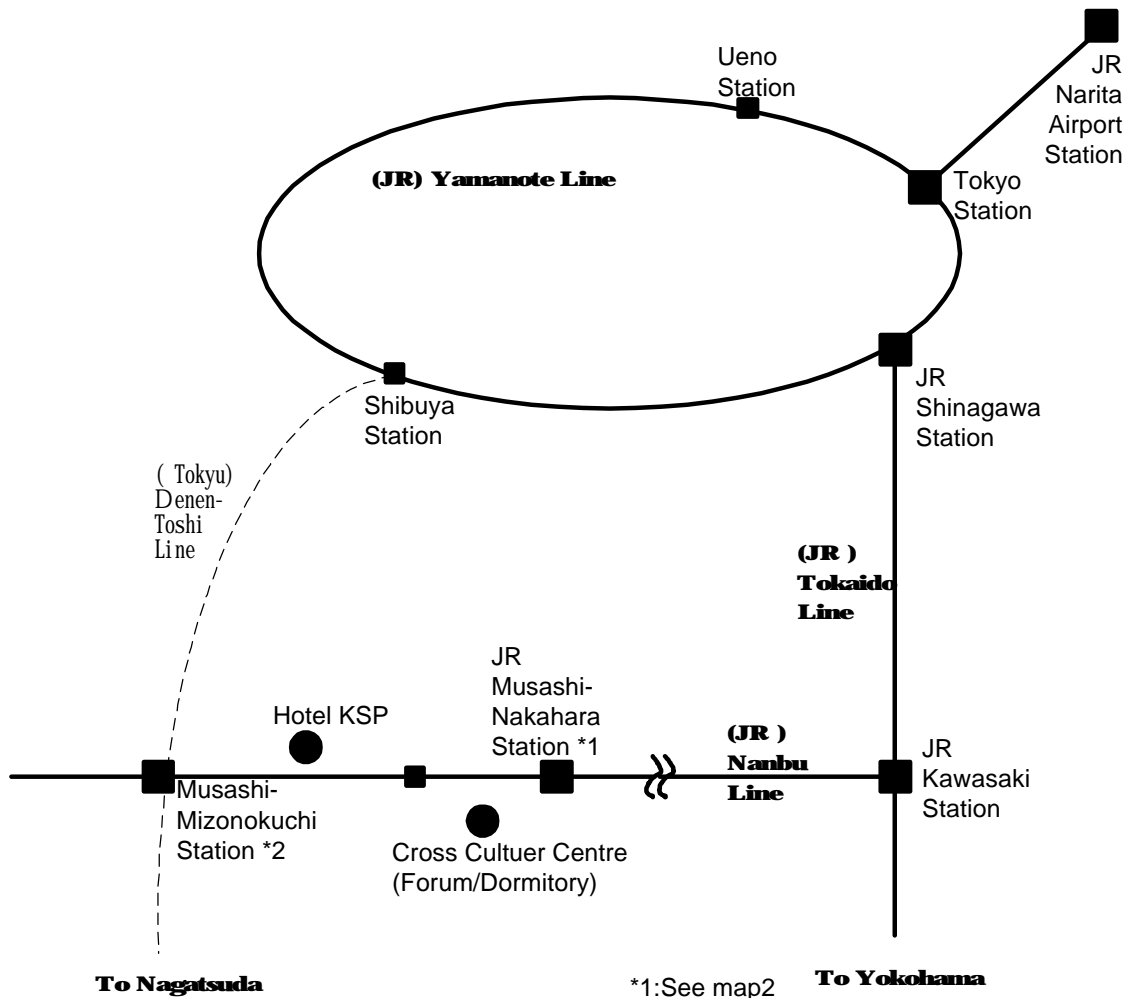 Ueno
Station
JR
Narita
Airport
Station
(JR) Yamanote Line
Tokyo
Station
Shibuya
Station
JR
Shinagawa
Station
( Tokyu)
Denen-
Toshi
Line
(JR )
Tokaido
Line
JR
Musashi-
Nakahara
Station *1
Hotel KSP
(JR )
Nanbu
Line
JR
Kawasaki
Station
Musashi-
Mizonokuchi
Station *2
Cross Cultuer Centre
(Forum/Dormitory)
To Nagatsuda
*1:See map2
To Yokohama